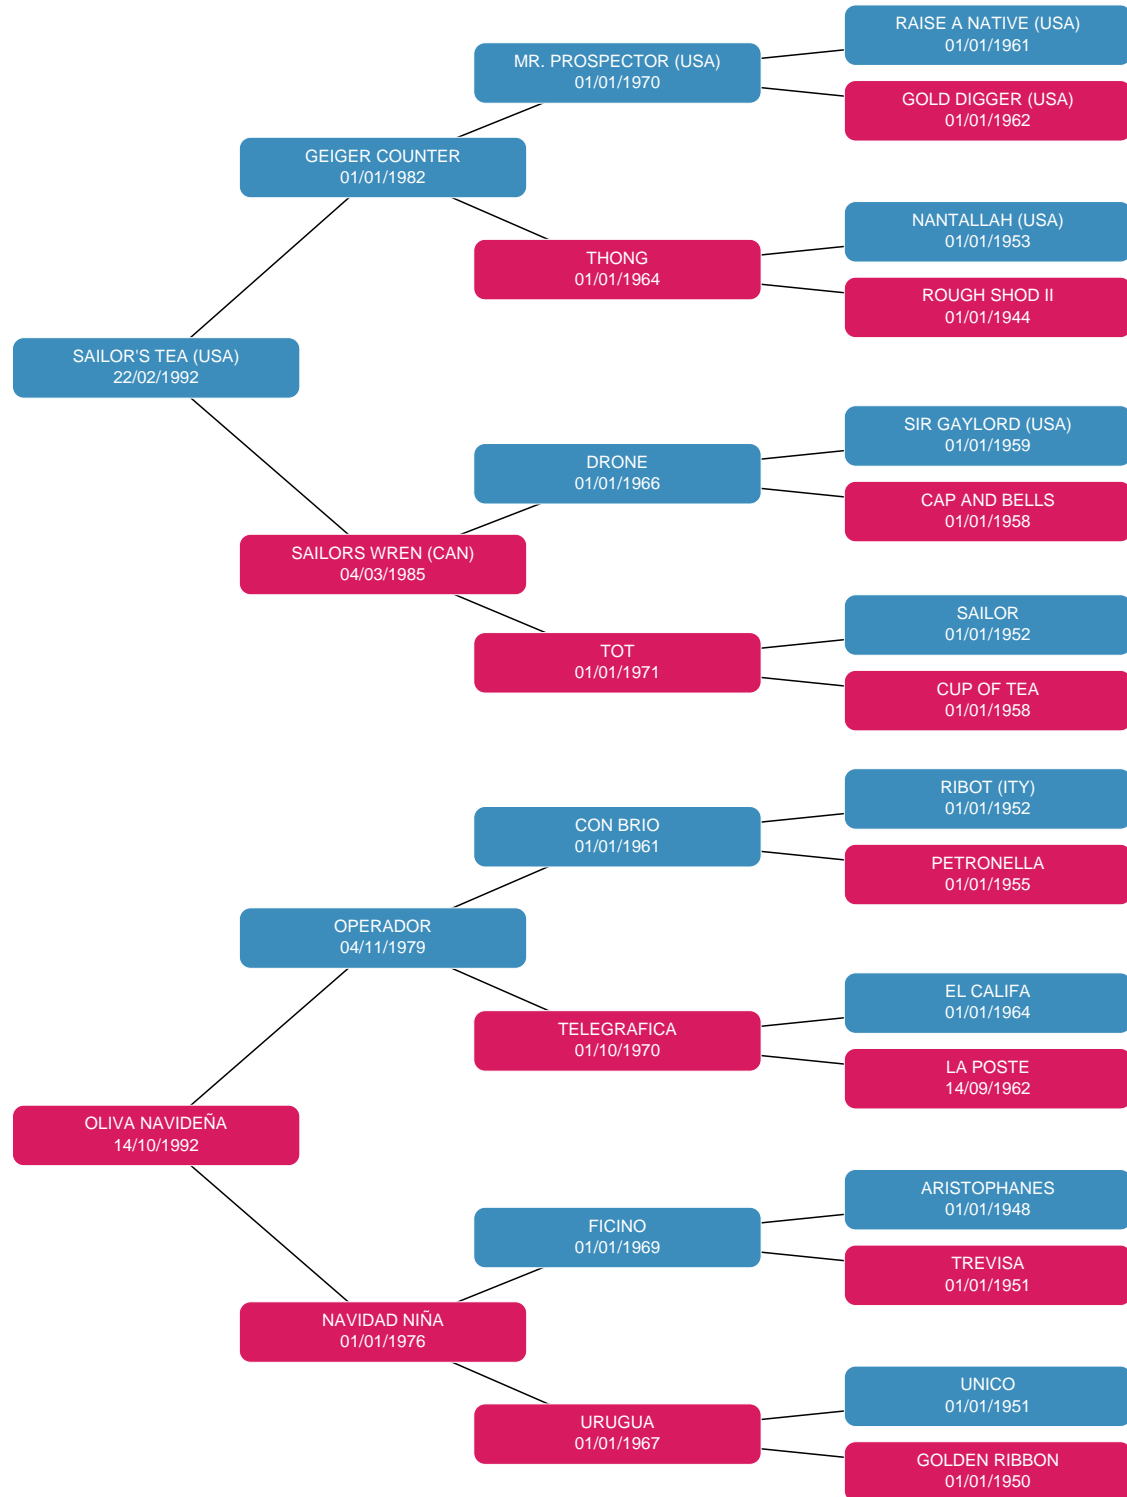 RAISE A NATIVE (USA)
01/01/1961
MR. PROSPECTOR (USA)
01/01/1970
GOLD DIGGER (USA)
01/01/1962
GEIGER COUNTER
01/01/1982
NANTALLAH (USA)
01/01/1953
THONG
01/01/1964
ROUGH SHOD II
01/01/1944
SAILOR'S TEA (USA)
22/02/1992
SIR GAYLORD (USA)
01/01/1959
DRONE
01/01/1966
CAP AND BELLS
01/01/1958
SAILORS WREN (CAN)
04/03/1985
SAILOR
01/01/1952
TOT
01/01/1971
CUP OF TEA
01/01/1958
RIBOT (ITY)
01/01/1952
CON BRIO
01/01/1961
PETRONELLA
01/01/1955
OPERADOR
04/11/1979
EL CALIFA
01/01/1964
TELEGRAFICA
01/10/1970
LA POSTE
14/09/1962
OLIVA NAVIDEÑA
14/10/1992
ARISTOPHANES
01/01/1948
FICINO
01/01/1969
TREVISA
01/01/1951
NAVIDAD NIÑA
01/01/1976
UNICO
01/01/1951
URUGUA
01/01/1967
GOLDEN RIBBON
01/01/1950